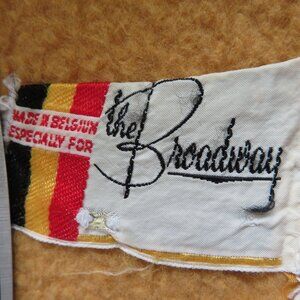 MADE IN BELGIUM
ESPECIALLY FOR
the
Broadway